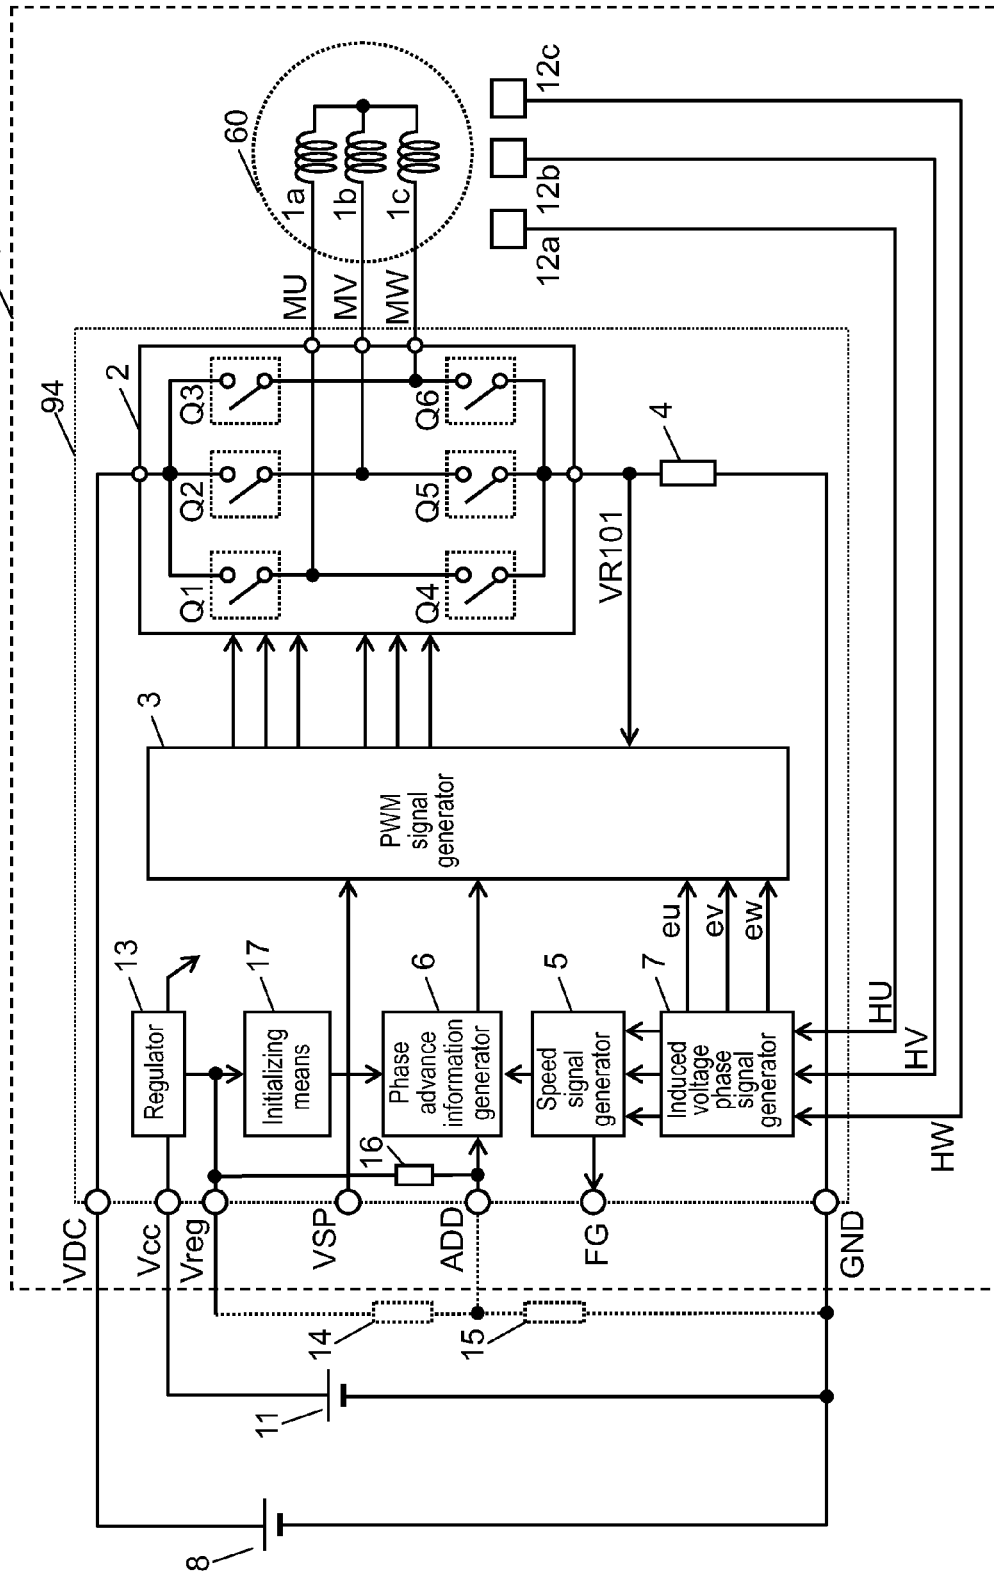 94
2
60
12c
12b
12a
1a
1b
1c
MU
MV
MW
Q1
Q2
Q3
Q4
Q5
Q6
4
VR101
3
PWM
signal
generator
eu
ev
ew
13
Regulator
17
Initializing
means
6
Phase
advance
information
generator
5
Speed
signal
generator
7
Induced
voltage
phase
signal
generator
HU
HV
HW
16
VDC
Vcc
Vreg
VSP
ADD
FG
GND
14
15
11
8